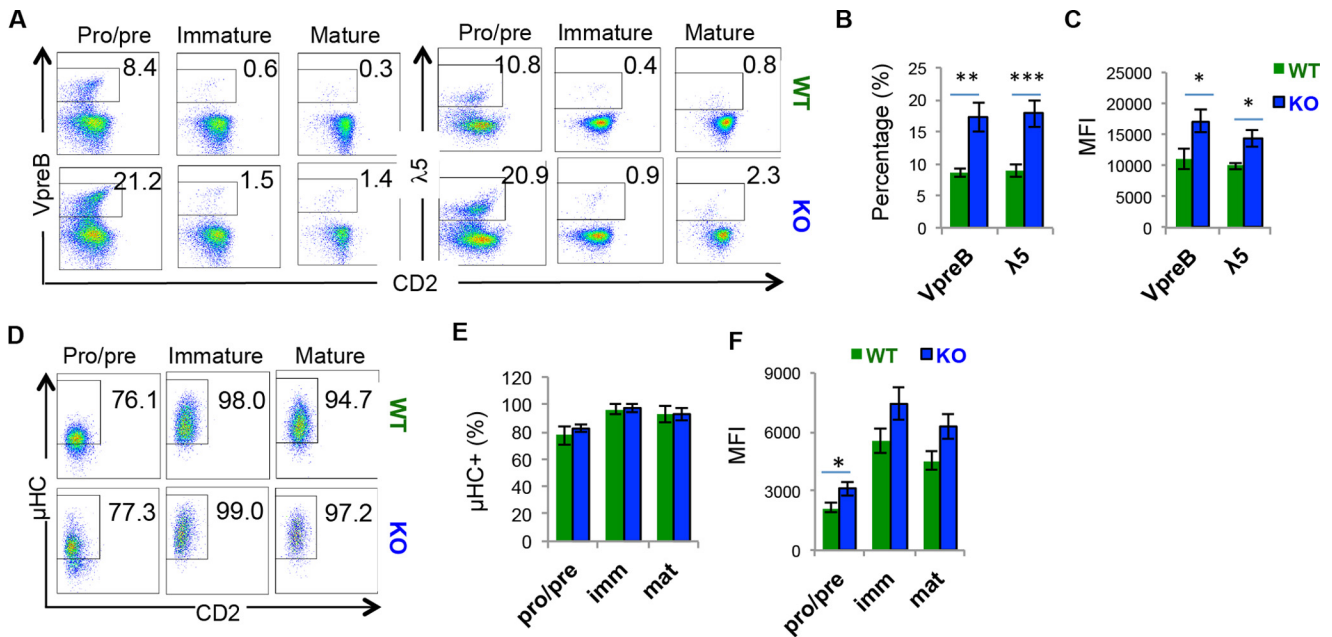 A
Pro/pre Immature Mature Pro/pre Immature Mature
VpreB
8.4 0.6 0.3
λ5
10.8 0.4 0.8
WT
21.2 1.5 1.4
20.9 0.9 2.3
KO
CD2
B
Percentage (%)
25
20
15
10
5
0
** ***
VpreB λ5
C
MFI
25000
20000
15000
10000
5000
0
* *
VpreB λ5
WT
KO
D
Pro/pre Immature Mature
μHC
76.1 98.0 94.7
WT
77.3 99.0 97.2
KO
CD2
E
μHC+ (%)
120
100
80
60
40
20
0
pro/pre imm mat
F
WT KO
MFI
9000
6000
3000
0
*
pro/pre imm mat